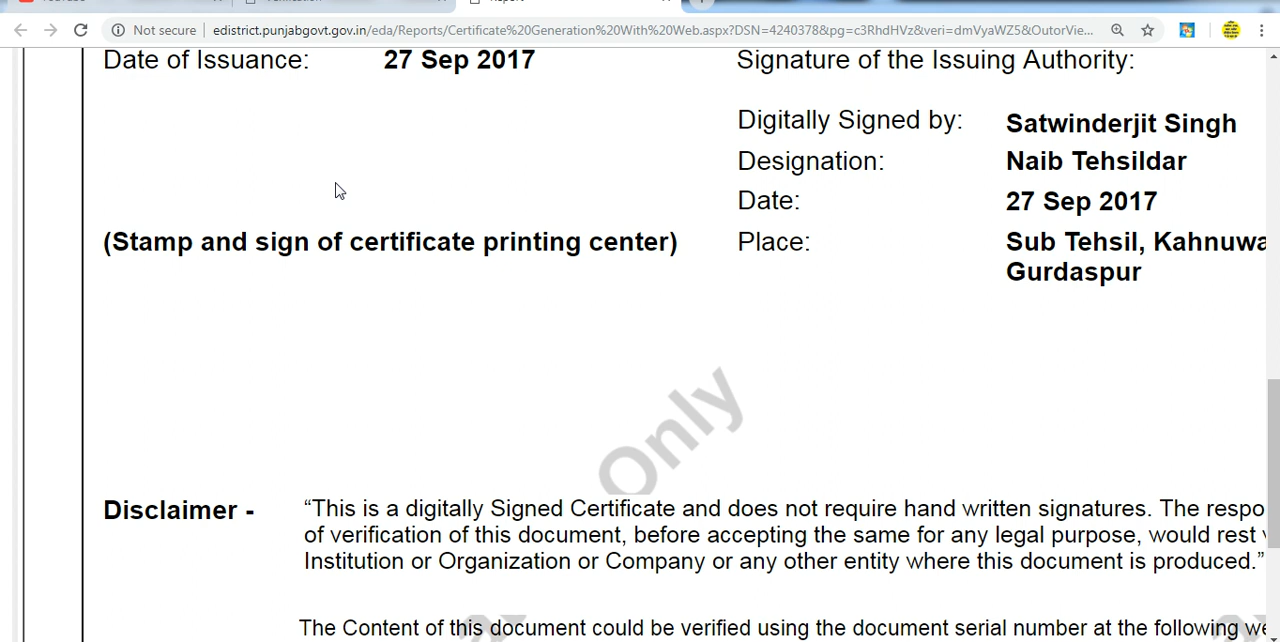 Not secure
edistrict.punjabgovt.gov.in/eda/Reports/Certificate%20Generation%20With%20Web.aspx?DSN=4240378&pg=c3RhdHVz&veri=dmVyaWZ5&OutorVie...
Date of Issuance: 27 Sep 2017 Signature of the Issuing Authority:
Digitally Signed by: Satwinderjit Singh
Designation: Naib Tehsildar
Date: 27 Sep 2017
(Stamp and sign of certificate printing center) Place: Sub Tehsil, Kahnuwa
Gurdaspur
Only
Disclaimer - “This is a digitally Signed Certificate and does not require hand written signatures. The respo
of verification of this document, before accepting the same for any legal purpose, would rest
Institution or Organization or Company or any other entity where this document is produced.”
The Content of this document could be verified using the document serial number at the following we